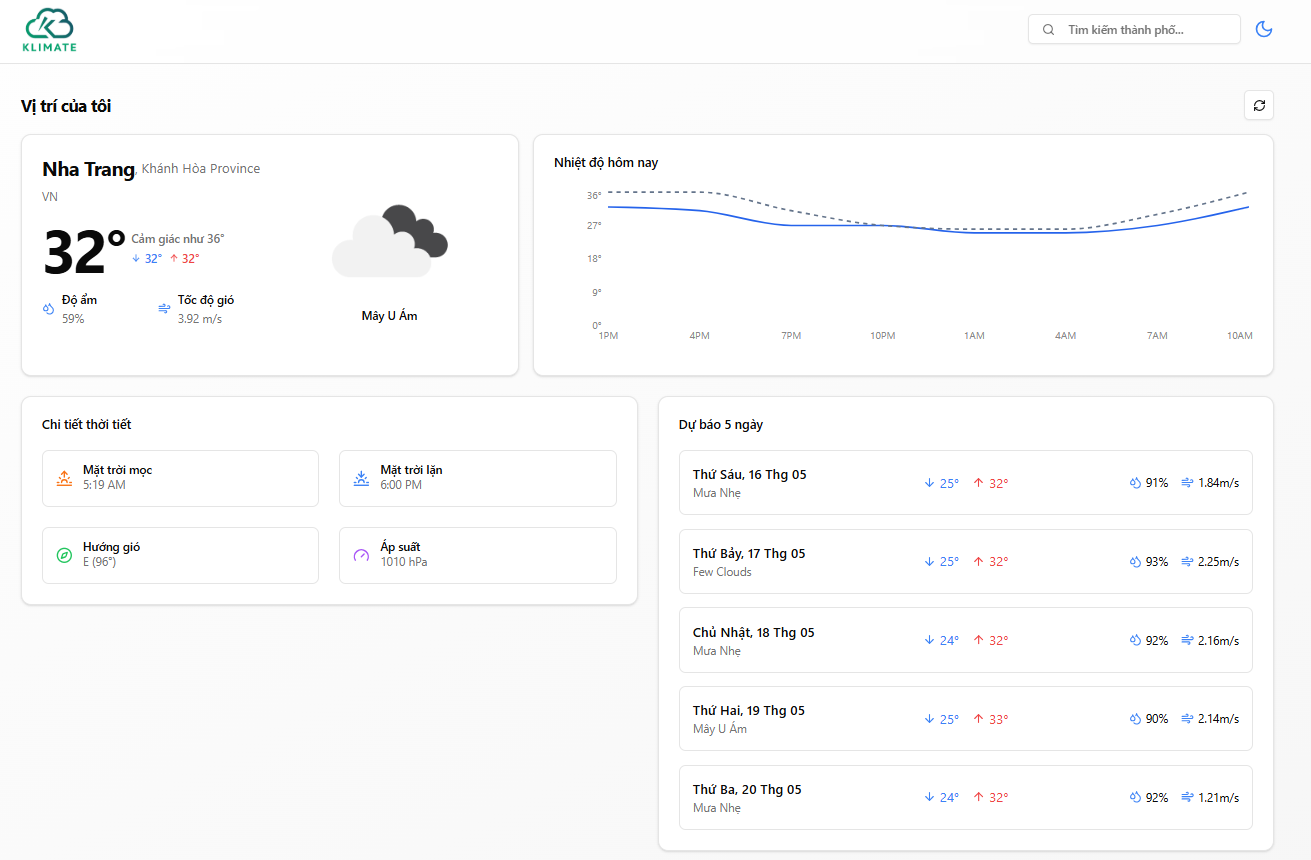 KLIMATE
Tìm kiếm thành phố...
Vị trí của tôi
Nha Trang, Khánh Hòa Province
VN
32°
Cảm giác như 36°
32° 32°
Độ ẩm
59%
Tốc độ gió
3.92 m/s
Mây U Ám
Nhiệt độ hôm nay
36°
27°
18°
9°
0°
1PM 4PM 7PM 10PM 1AM 4AM 7AM 10AM
Chi tiết thời tiết
Mặt trời mọc
5:19 AM
Mặt trời lặn
6:00 PM
Hướng gió
E (96°)
Áp suất
1010 hPa
Dự báo 5 ngày
Thứ Sáu, 16 Thg 05
Mưa Nhẹ
25° 32° 91% 1.84m/s
Thứ Bảy, 17 Thg 05
Few Clouds
25° 32° 93% 2.25m/s
Chủ Nhật, 18 Thg 05
Mưa Nhẹ
24° 32° 92% 2.16m/s
Thứ Hai, 19 Thg 05
Mây U Ám
25° 33° 90% 2.14m/s
Thứ Ba, 20 Thg 05
Mưa Nhẹ
24° 32° 92% 1.21m/s